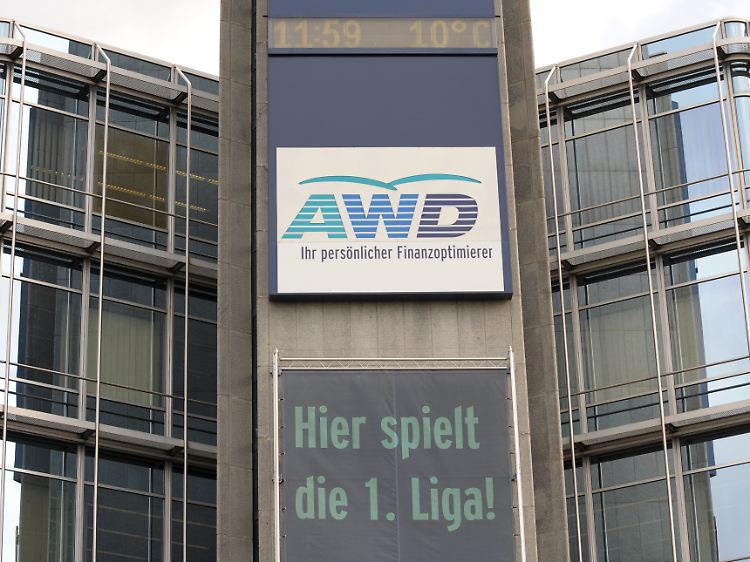 11:59 10°C
AWD
Ihr persönlicher Finanzoptimierer
Hier spielt
die 1. Liga!